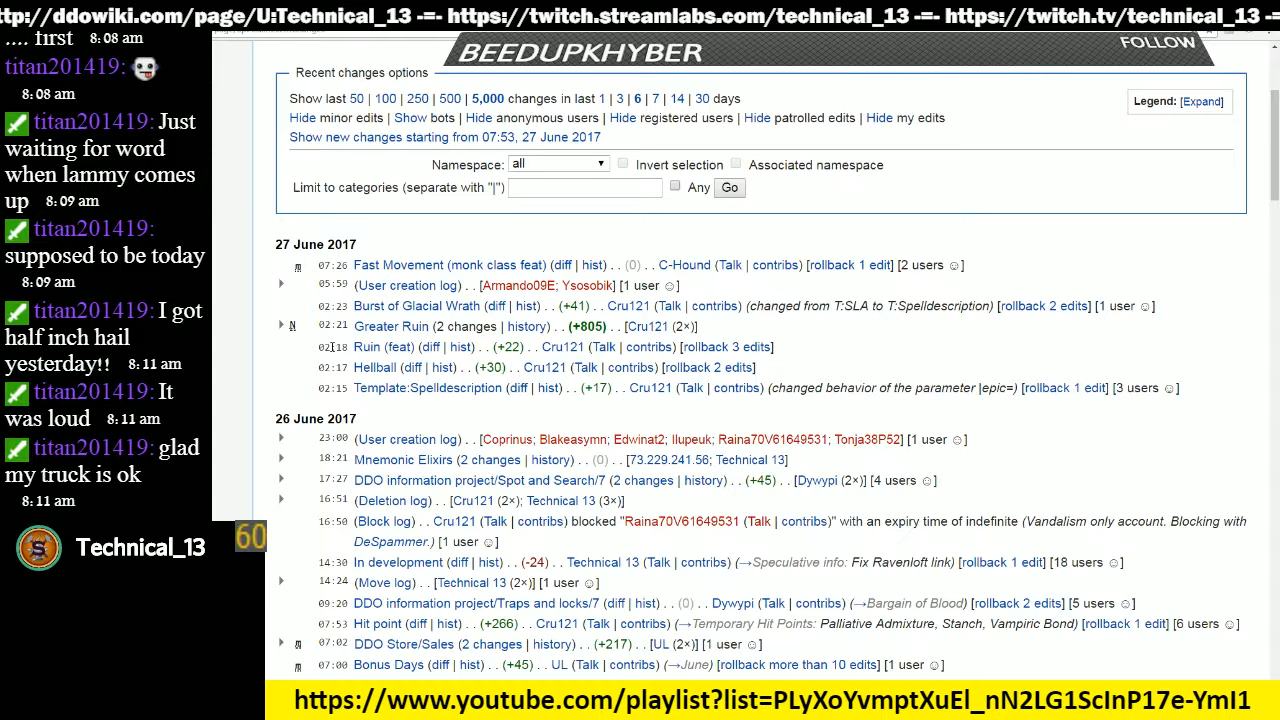 ttp://ddowiki.com/page/U:Technical_13 -=- https://twitch.streamlabs.com/technical_13 -=- https://twitch.tv/technical_13 -=
.... first 8:08 am
titan201419:
8:08 am
titan201419: Just
waiting for word
when lammy comes
up 8:09 am
titan201419:
supposed to be today
8:09 am
titan201419: I got
half inch hail
yesterday!! 8:11 am
titan201419: It
was loud 8:11 am
titan201419: glad
my truck is ok
8:11 am
Technical_13
60
BEEDUPKHYBER
FOLLOW
Recent changes options
Show last 50 | 100 | 250 | 500 | 5,000 changes in last 1 | 3 | 6 | 7 | 14 | 30 days
Hide minor edits | Show bots | Hide anonymous users | Hide registered users | Hide patrolled edits | Hide my edits
Show new changes starting from 07:53, 27 June 2017
Legend: [Expand]
Namespace: all Invert selection Associated namespace
Limit to categories (separate with "|") Any Go
27 June 2017
m 07:26 Fast Movement (monk class feat) (diff | hist) . . (0) . . C-Hound (Talk | contribs) [rollback 1 edit] [2 users ☺]
05:59 (User creation log) . . [Armando09E; Ysosobik] [1 user ☺]
02:23 Burst of Glacial Wrath (diff | hist) . . (+41) . . Cru121 (Talk | contribs) (changed from T:SLA to T:Spelldescription) [rollback 2 edits] [1 user ☺]
N 02:21 Greater Ruin (2 changes | history) . . (+805) . . [Cru121 (2×)]
02:18 Ruin (feat) (diff | hist) . . (+22) . . Cru121 (Talk | contribs) [rollback 3 edits]
02:17 Hellball (diff | hist) . . (+30) . . Cru121 (Talk | contribs) [rollback 2 edits]
02:15 Template:Spelldescription (diff | hist) . . (+17) . . Cru121 (Talk | contribs) (changed behavior of the parameter |epic=) [rollback 1 edit] [3 users ☺]
26 June 2017
23:00 (User creation log) . . [Coprinus; Blakeasymn; Edwinat2; Ilupeuk; Raina70V61649531; Tonja38P52] [1 user ☺]
18:21 Mnemonic Elixirs (2 changes | history) . . (0) . . [73.229.241.56; Technical 13]
17:27 DDO information project/Spot and Search/7 (2 changes | history) . . (+45) . . [Dywypi (2×)] [4 users ☺]
16:51 (Deletion log) . . [Cru121 (2×); Technical 13 (3×)]
16:50 (Block log) . . Cru121 (Talk | contribs) blocked "Raina70V61649531 (Talk | contribs)" with an expiry time of indefinite (Vandalism only account. Blocking with
DeSpammer.) [1 user ☺]
14:30 In development (diff | hist) . . (-24) . . Technical 13 (Talk | contribs) (→Speculative info: Fix Ravenloft link) [rollback 1 edit] [18 users ☺]
14:24 (Move log) . . [Technical 13 (2×)] [1 user ☺]
09:20 DDO information project/Traps and locks/7 (diff | hist) . . (0) . . Dywypi (Talk | contribs) (→Bargain of Blood) [rollback 2 edits] [5 users ☺]
07:53 Hit point (diff | hist) . . (+266) . . Cru121 (Talk | contribs) (→Temporary Hit Points: Palliative Admixture, Stanch, Vampiric Bond) [rollback 1 edit] [6 users ☺]
m 07:02 DDO Store/Sales (2 changes | history) . . (+217) . . [UL (2×)] [1 user ☺]
m 07:00 Bonus Days (diff | hist) . . (+45) . . UL (Talk | contribs) (→June) [rollback more than 10 edits] [1 user ☺]
https://www.youtube.com/playlist?list=PLyXoYvmptXuEl_nN2LG1ScInP17e-YmI1